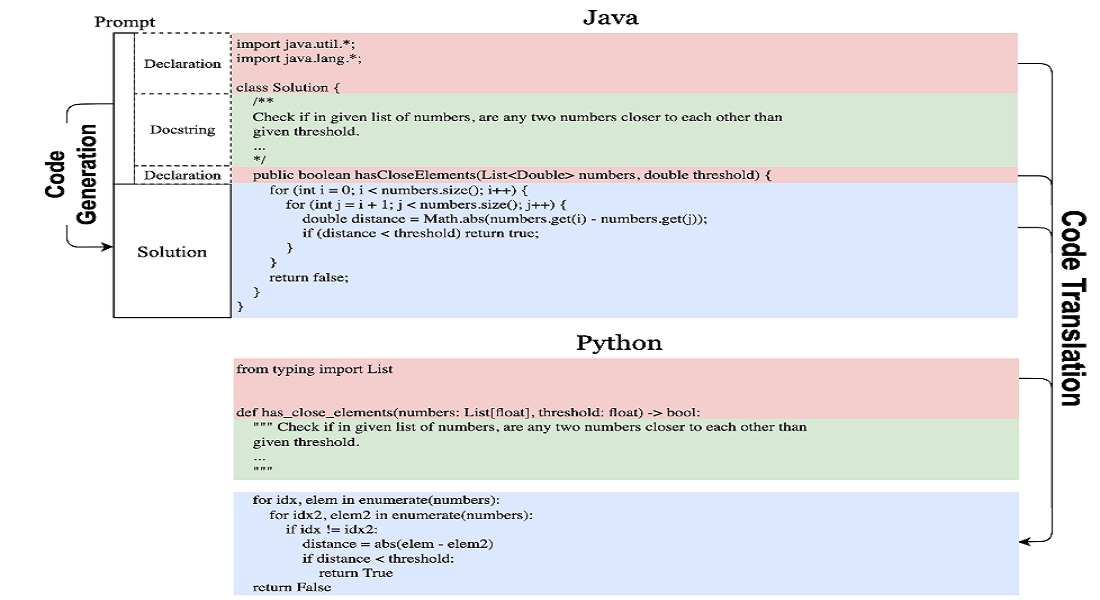 Java
Prompt
Declaration
import java.util.*;
import java.lang.*;
class Solution {
Docstring
/**
Check if in given list of numbers, are any two numbers closer to each other than
given threshold.
...
*/
Declaration
public boolean hasCloseElements(List<Double> numbers, double threshold) {
Solution
for (int i = 0; i < numbers.size(); i++) {
for (int j = i + 1; j < numbers.size(); j++) {
double distance = Math.abs(numbers.get(i) - numbers.get(j));
if (distance < threshold) return true;
}
}
return false;
}
}
Code
Generation
Code Translation
Python
from typing import List
def has_close_elements(numbers: List[float], threshold: float) -> bool:
""" Check if in given list of numbers, are any two numbers closer to each other than
given threshold.
...
"""
for idx, elem in enumerate(numbers):
for idx2, elem2 in enumerate(numbers):
if idx != idx2:
distance = abs(elem - elem2)
if distance < threshold:
return True
return False